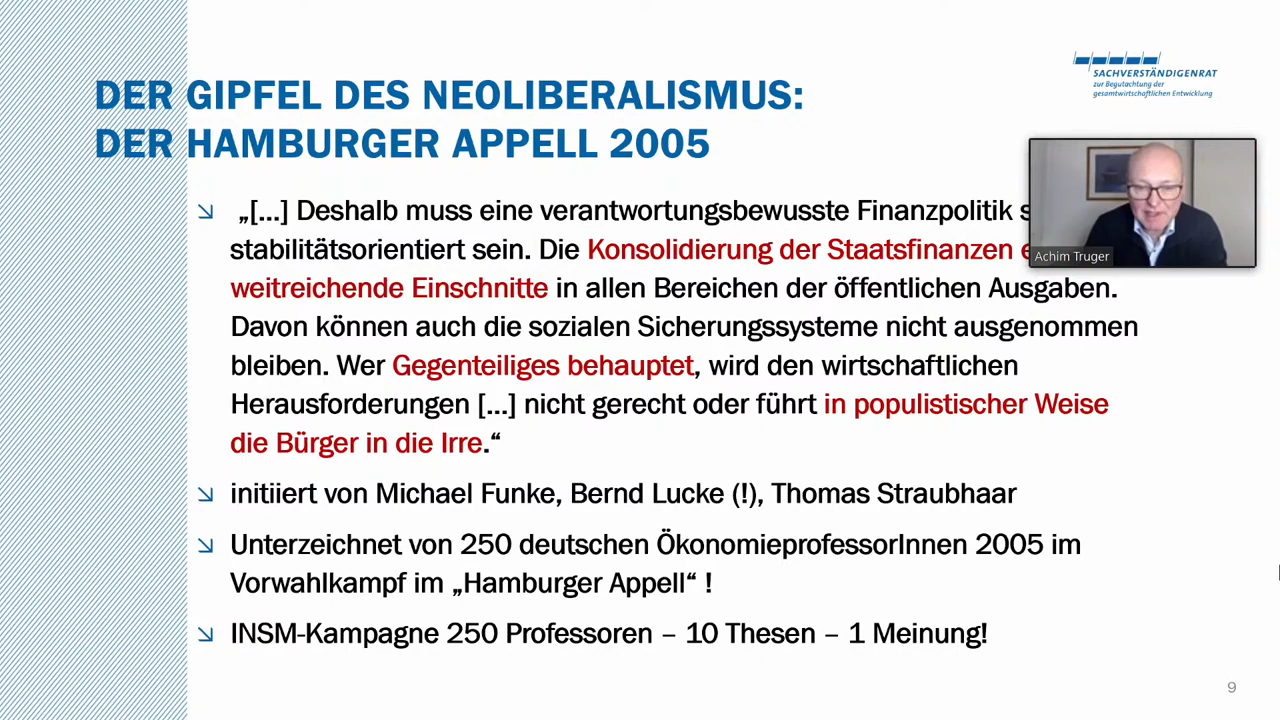 DER GIPFEL DES NEOLIBERALISMUS:
DER HAMBURGER APPELL 2005
SACHVERSTÄNDIGENRAT
zur Begutachtung der
gesamtwirtschaftlichen Entwicklung
„[...] Deshalb muss eine verantwortungsbewusste Finanzpolitik
stabilitätsorientiert sein. Die Konsolidierung der Staatsfinanzen
weitreichende Einschnitte in allen Bereichen der öffentlichen Ausgaben.
Davon können auch die sozialen Sicherungssysteme nicht ausgenommen
bleiben. Wer Gegenteiliges behauptet, wird den wirtschaftlichen
Herausforderungen [...] nicht gerecht oder führt in populistischer Weise
die Bürger in die Irre.“
Achim Truger
initiiert von Michael Funke, Bernd Lucke (!), Thomas Straubhaar
Unterzeichnet von 250 deutschen ÖkonomieprofessorInnen 2005 im
Vorwahlkampf im „Hamburger Appell“ !
INSM-Kampagne 250 Professoren – 10 Thesen – 1 Meinung!
9